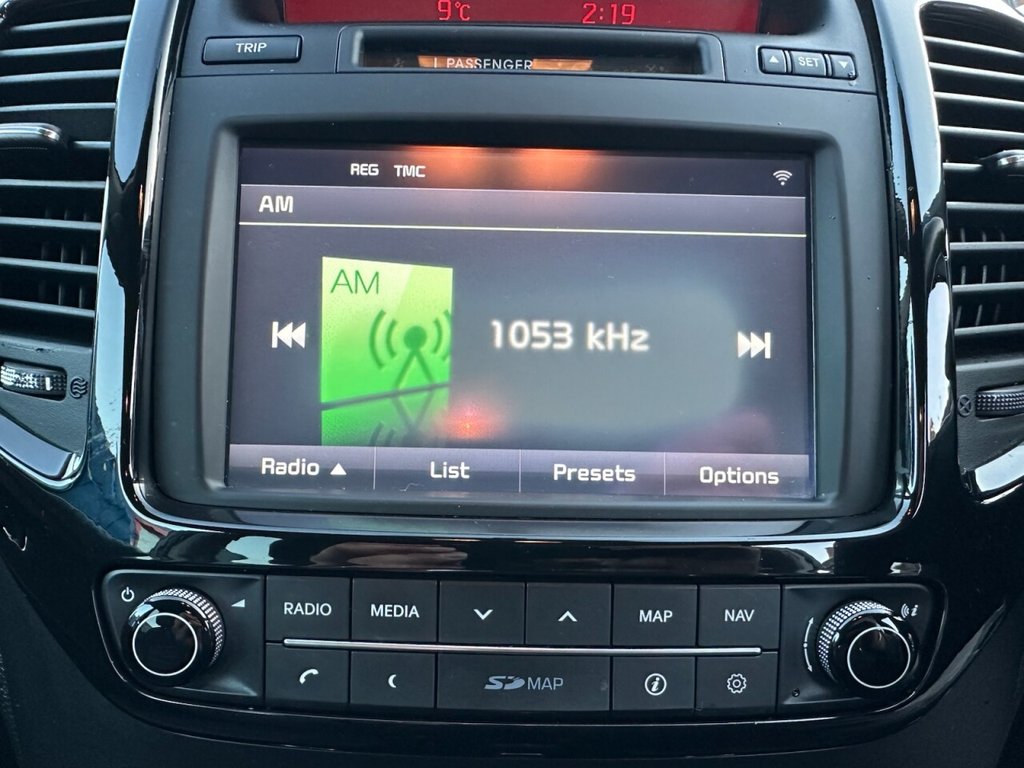 9°C 2:19
TRIP
PASSENGER
SET
REG TMC
AM
AM
1053 kHz
Radio ▲ List Presets Options
RADIO MEDIA MAP NAV
SD MAP